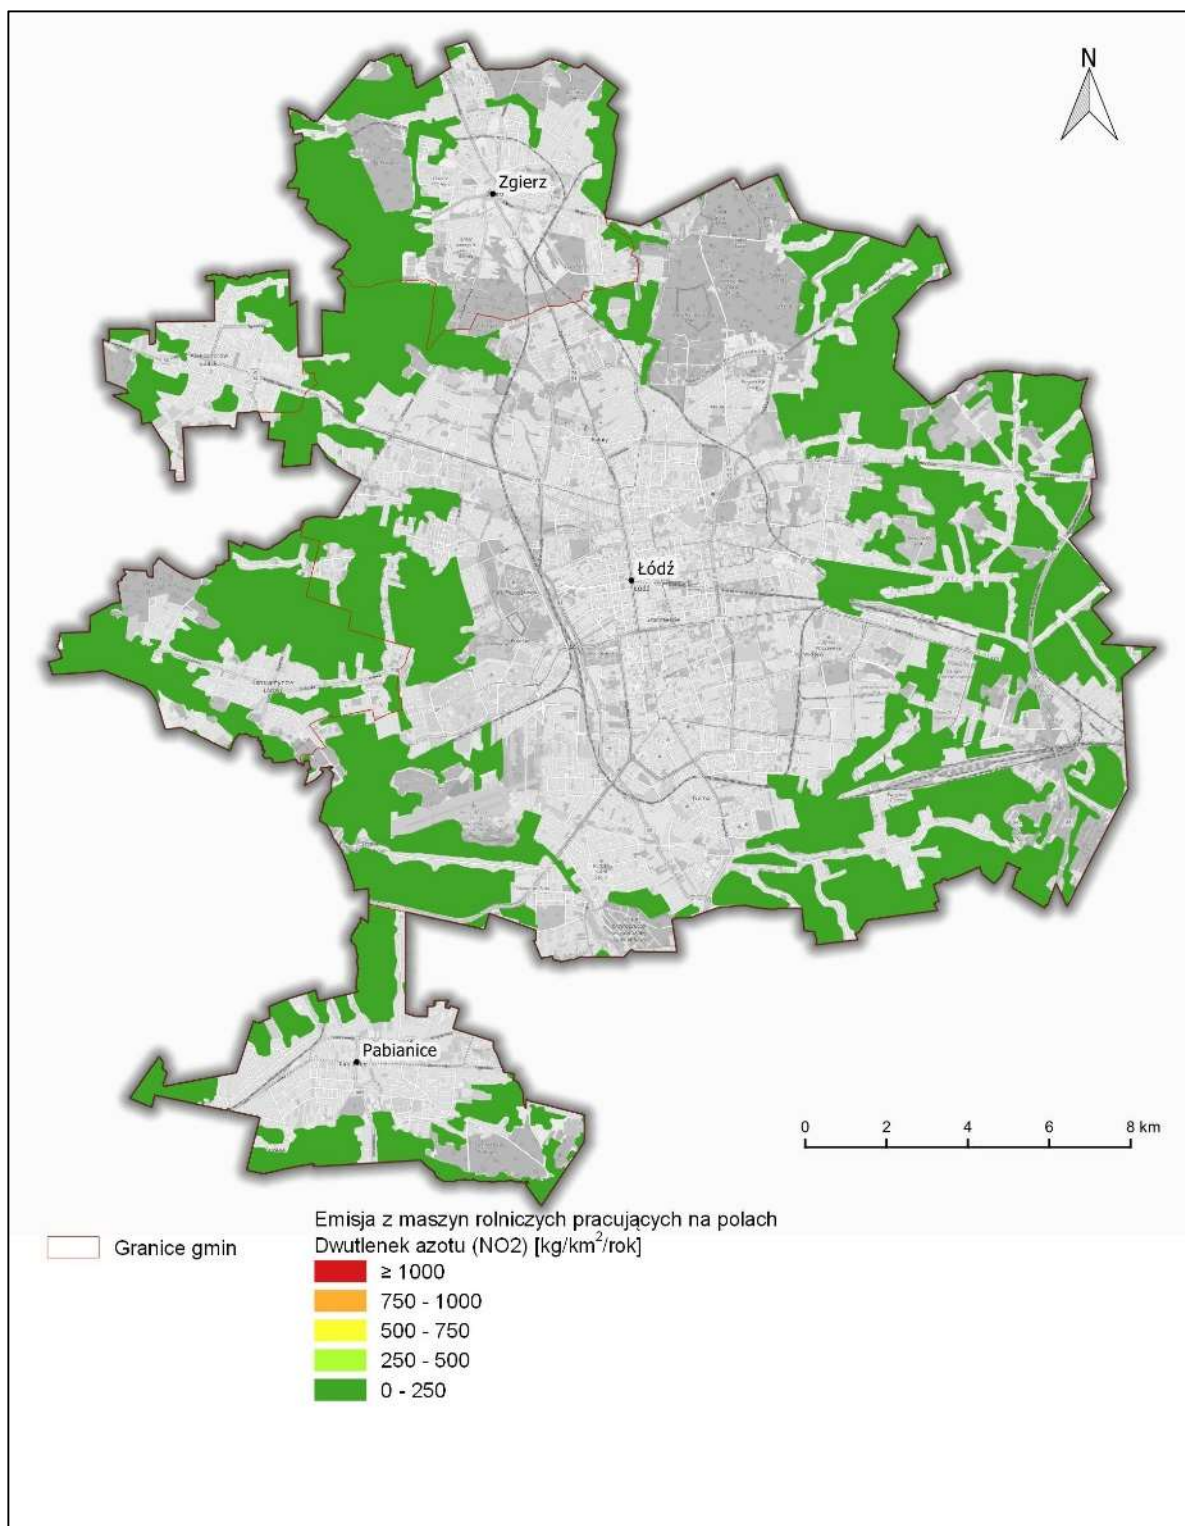 N
Zgierz
Łódź
Pabianice
0 2 4 6 8 km
Emisja z maszyn rolniczych pracujących na polach
Granice gmin
Dwutlenek azotu (NO2) [kg/km²/rok]
≥ 1000
750 - 1000
500 - 750
250 - 500
0 - 250